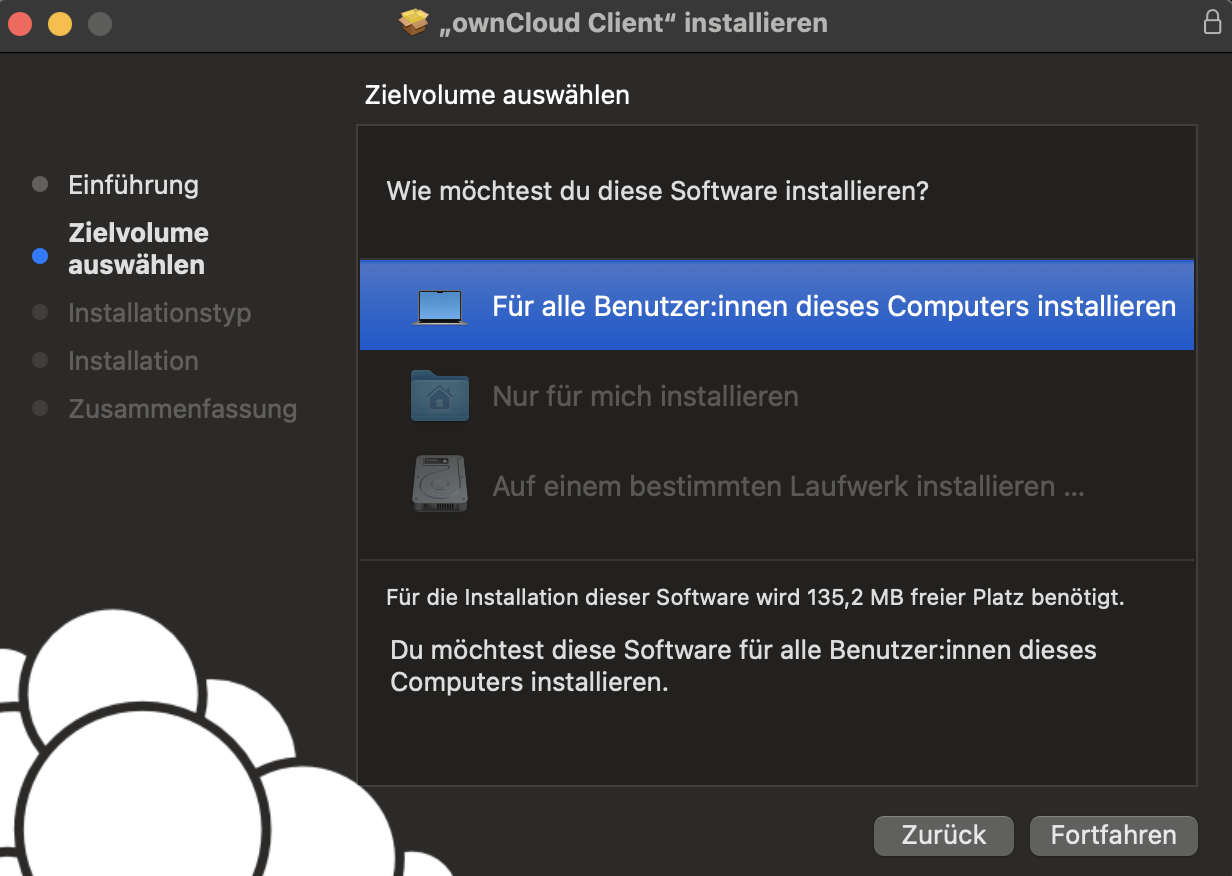 „ownCloud Client“ installieren
Zielvolume auswählen
Einführung
Zielvolume
auswählen
Installationstyp
Installation
Zusammenfassung
Wie möchtest du diese Software installieren?
Für alle Benutzer:innen dieses Computers installieren
Nur für mich installieren
Auf einem bestimmten Laufwerk installieren ...
Für die Installation dieser Software wird 135,2 MB freier Platz benötigt.
Du möchtest diese Software für alle Benutzer:innen dieses
Computers installieren.
Zurück
Fortfahren